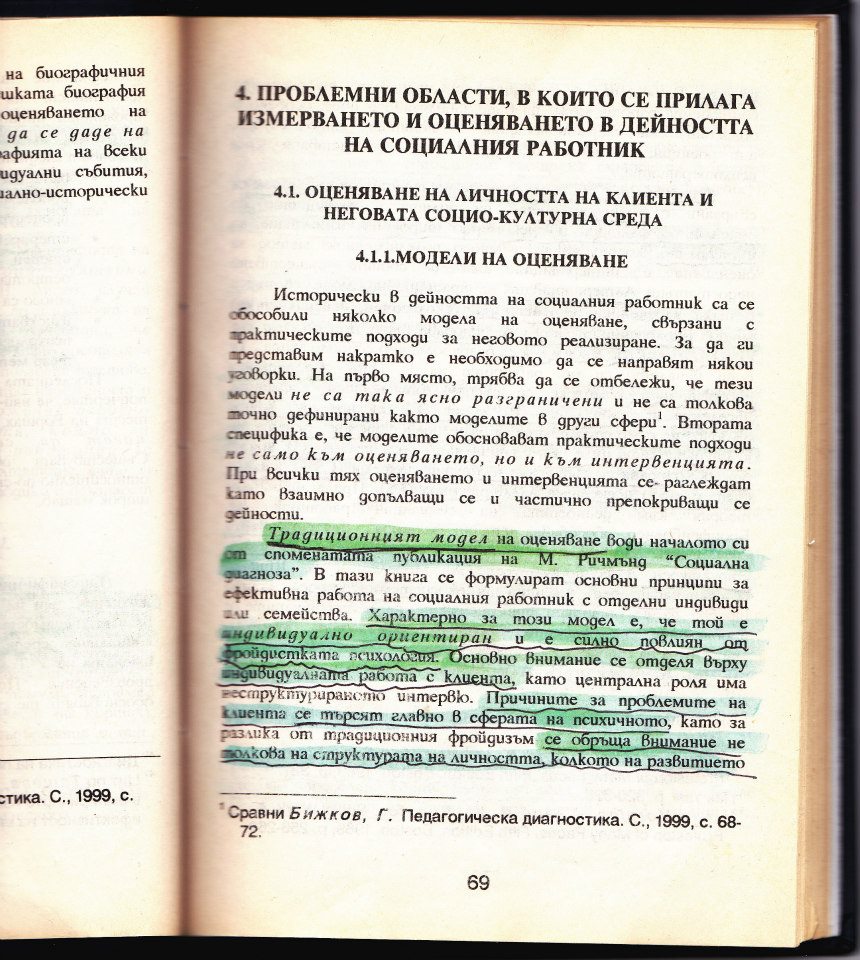 на биографичния
биография
оценяването на
да се даде на
на всеки
събития,
С., 1999, с.
4. ПРОБЛЕМНИ ОБЛАСТИ, В КОИТО СЕ ПРИЛАГА
ИЗМЕРВАНЕТО И ОЦЕНЯВАНЕТО В ДЕЙНОСТТА
НА СОЦИАЛНИЯ РАБОТНИК
4.1. ОЦЕНЯВАНЕ НА ЛИЧНОСТТА НА КЛИЕНТА И
НЕГОВАТА СОЦИО-КУЛТУРНА СРЕДА
4.1.1.МОДЕЛИ НА ОЦЕНЯВАНЕ
Исторически в дейността на социалния работник са се
обособили няколко модела на оценяване, свързани с
практическите подходи за неговото реализиране. За да ги
представим накратко е необходимо да се направят някои
уговорки. На първо място, трябва да се отбележи, че тези
модели не са така ясно разграничени и не са толкова
точно дефинирани както моделите в други сфери¹. Втората
специфика е, че моделите обосновават практическите подходи
не само към оценяването, но и към интервенцията.
При всички тях оценяването и интервенцията се раглеждат
като взаимно допълващи се и частично препокриващи се
дейности.
Традиционният модел на оценяване води началото си
от спомената­та публикация на М. Ричмънд “Социална
диагноза”. В тази книга се формулират основни принципи за
ефективна работа на социалния работник с отделни индивиди
или семейства. Характерно за този модел е, че той е
индивидуално ориентиран и е силно повлиян от
фройдистката психология. Основно внимание се отделя върху
индивидуалната работа с клиента, като централна роля има
неструктурираното интервю. Причините за проблемите на
клиента се търсят главно в сферата на психичното, като за
разлика от традиционния фройдизъм се обръща внимание не
толкова на структурата на личността, колкото на развитието
¹ Сравни Бижков, Г. Педагогическа диагностика. С., 1999, с. 68-
72.
69